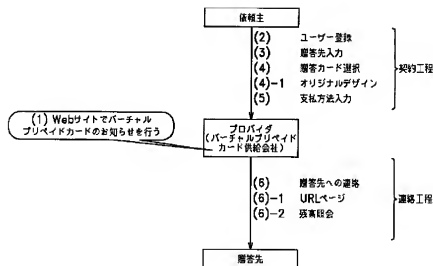 依頼主
(2) ユーザー登録
(3) 贈答先入力
(4) 贈答カード選択
(4)-1 オリジナルデザイン
(5) 支払方法入力
契約工程
(1) Webサイトでバーチャル
プリペイドカードのお知らせを行う
プロバイダ
(バーチャルプリペイド
カード供給会社)
(6) 贈答先への連絡
(6)-1 URLページ
(6)-2 残高照会
連絡工程
贈答先